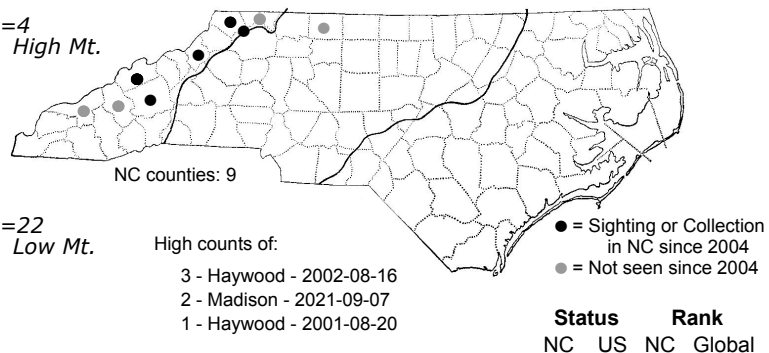 =4
High Mt.
NC counties: 9
=22
Low Mt.
High counts of:
3 - Haywood - 2002-08-16
2 - Madison - 2021-09-07
1 - Haywood - 2001-08-20
= Sighting or Collection
in NC since 2004
= Not seen since 2004
Status Rank
NC US NC Global